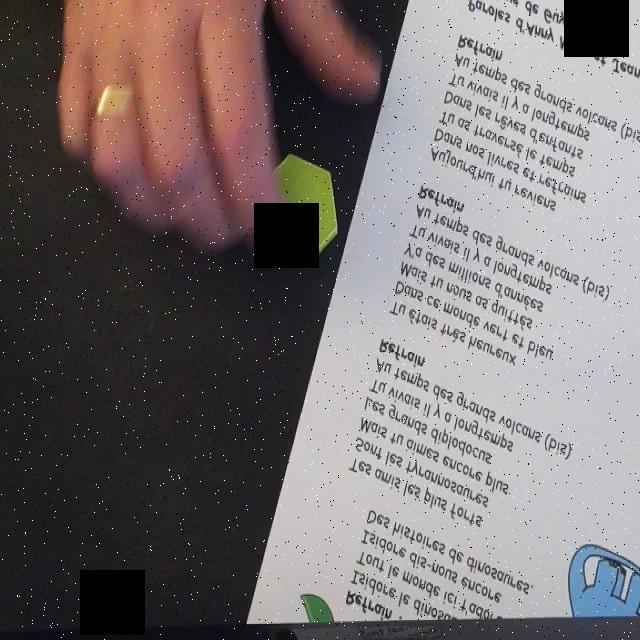 Refrain
Isidore le dinosaure
Tout le monde ici t'adore
Isidore dis-nous encore
Des histoires de dinosaures.
Tes amis les plus forts
Sont les tyrannosaures
Mais tu aimes encore plus
Les grands diplodocus
Tu vivais il y a longtemps
Au temps des grands volcans (bis)
Refrain
Tu étais très heureux
Dans ce monde vert et bleu
Mais tu nous as quittés
Y'a des millions d'années
Tu vivais il y a longtemps
Au temps des grands volcans (bis)
Refrain
Aujourd'hui tu reviens
Dans nos livres et refrains
Tu as traversé le temps
Dans les rêves d'enfants
Tu vivais il y a longtemps
Au temps des grands volcans (bis
Refrain
Paroles d'Anny et Jean
de Guy